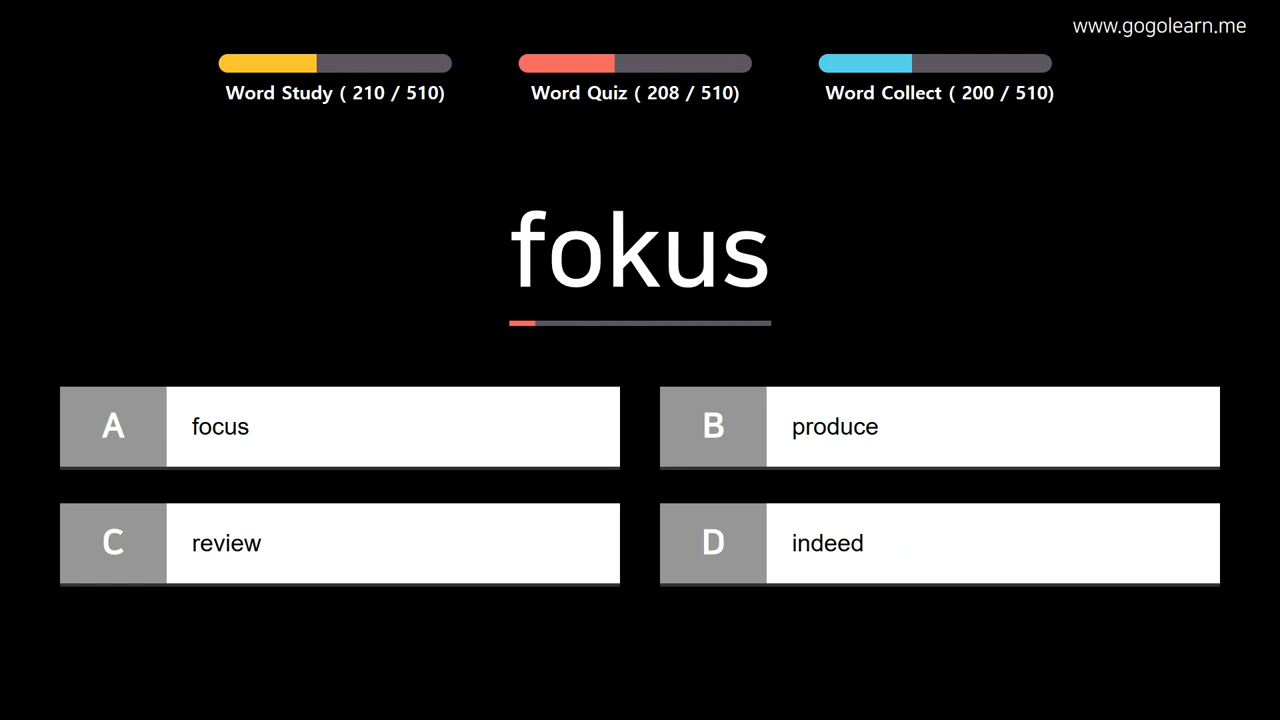 www.gogolearn.me
Word Study ( 210 / 510)
Word Quiz ( 208 / 510)
Word Collect ( 200 / 510)
fokus
A focus
B produce
C review
D indeed